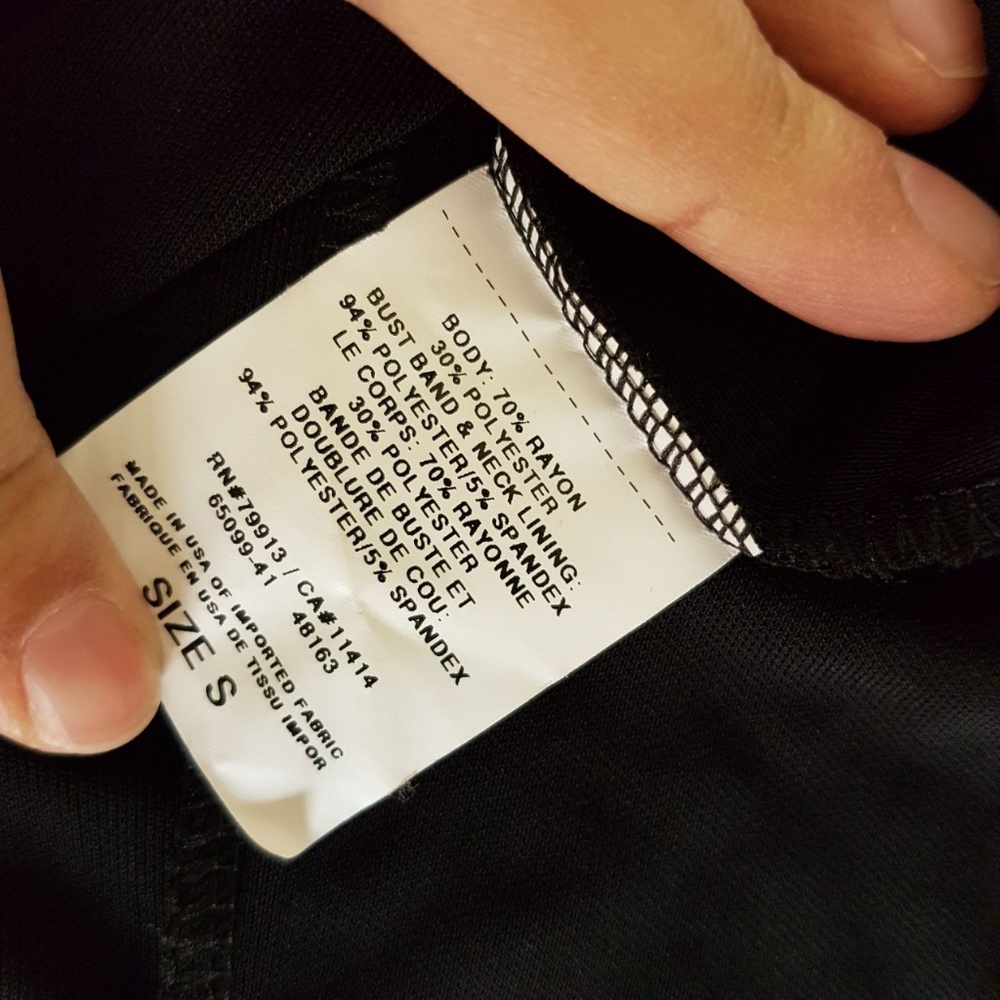 BODY: 70% RAYON
30% POLYESTER
BUST BAND & NECK LINING:
94% POLYESTER/5% SPANDEX
LE CORPS: 70% RAYONNE
30% POLYESTER
BANDE DE BUSTE ET
DOUBLURE DE COU:
94% POLYESTER/5% SPANDEX
RN#79913 / CA#11414
65099-41 48163
MADE IN USA OF IMPORTED FABRIC
FABRIQUE EN USA DE TISSU IMPOR
SIZE S